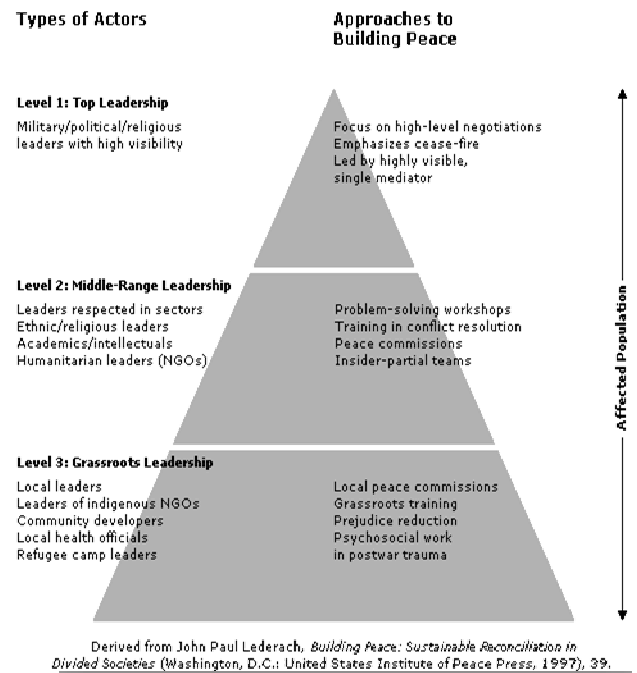 Types of Actors
Approaches to
Building Peace
Level 1: Top Leadership
Military/political/religious
leaders with high visibility
Focus on high-level negotiations
Emphasizes cease-fire
Led by highly visible,
single mediator
Level 2: Middle-Range Leadership
Leaders respected in sectors
Ethnic/religious leaders
Academics/intellectuals
Humanitarian leaders (NGOs)
Problem-solving workshops
Training in conflict resolution
Peace commissions
Insider-partial teams
Level 3: Grassroots Leadership
Local leaders
Leaders of indigenous NGOs
Community developers
Local health officials
Refugee camp leaders
Local peace commissions
Grassroots training
Prejudice reduction
Psychosocial work
in postwar trauma
Affected Population
Derived from John Paul Lederach, Building Peace: Sustainable Reconciliation in
Divided Societies (Washington, D.C.: United States Institute of Peace Press, 1997), 39.